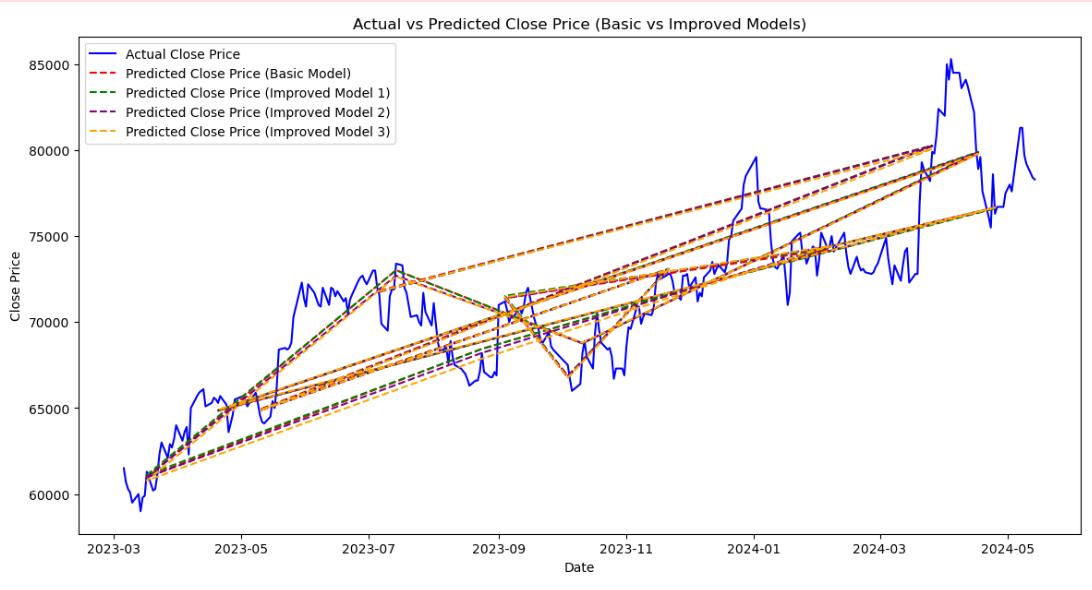 Actual vs Predicted Close Price (Basic vs Improved Models)
Actual Close Price
Predicted Close Price (Basic Model)
Predicted Close Price (Improved Model 1)
Predicted Close Price (Improved Model 2)
Predicted Close Price (Improved Model 3)
Close Price
85000
80000
75000
70000
65000
60000
2023-03 2023-05 2023-07 2023-09 2023-11 2024-01 2024-03 2024-05
Date